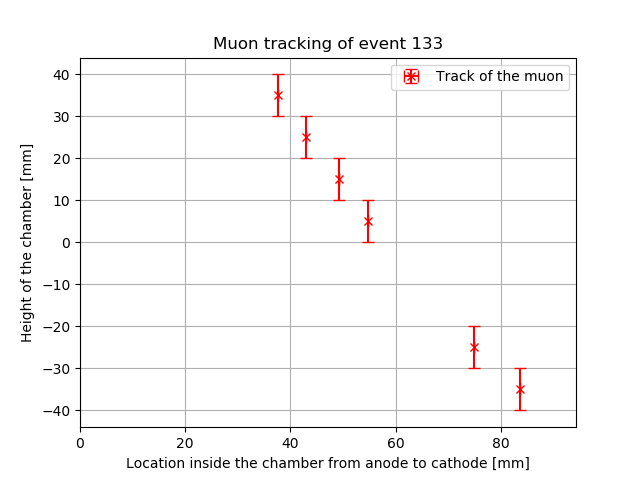 Muon tracking of event 133
Track of the muon
Height of the chamber [mm]
40
30
20
10
0
−10
−20
−30
−40
0 20 40 60 80
Location inside the chamber from anode to cathode [mm]